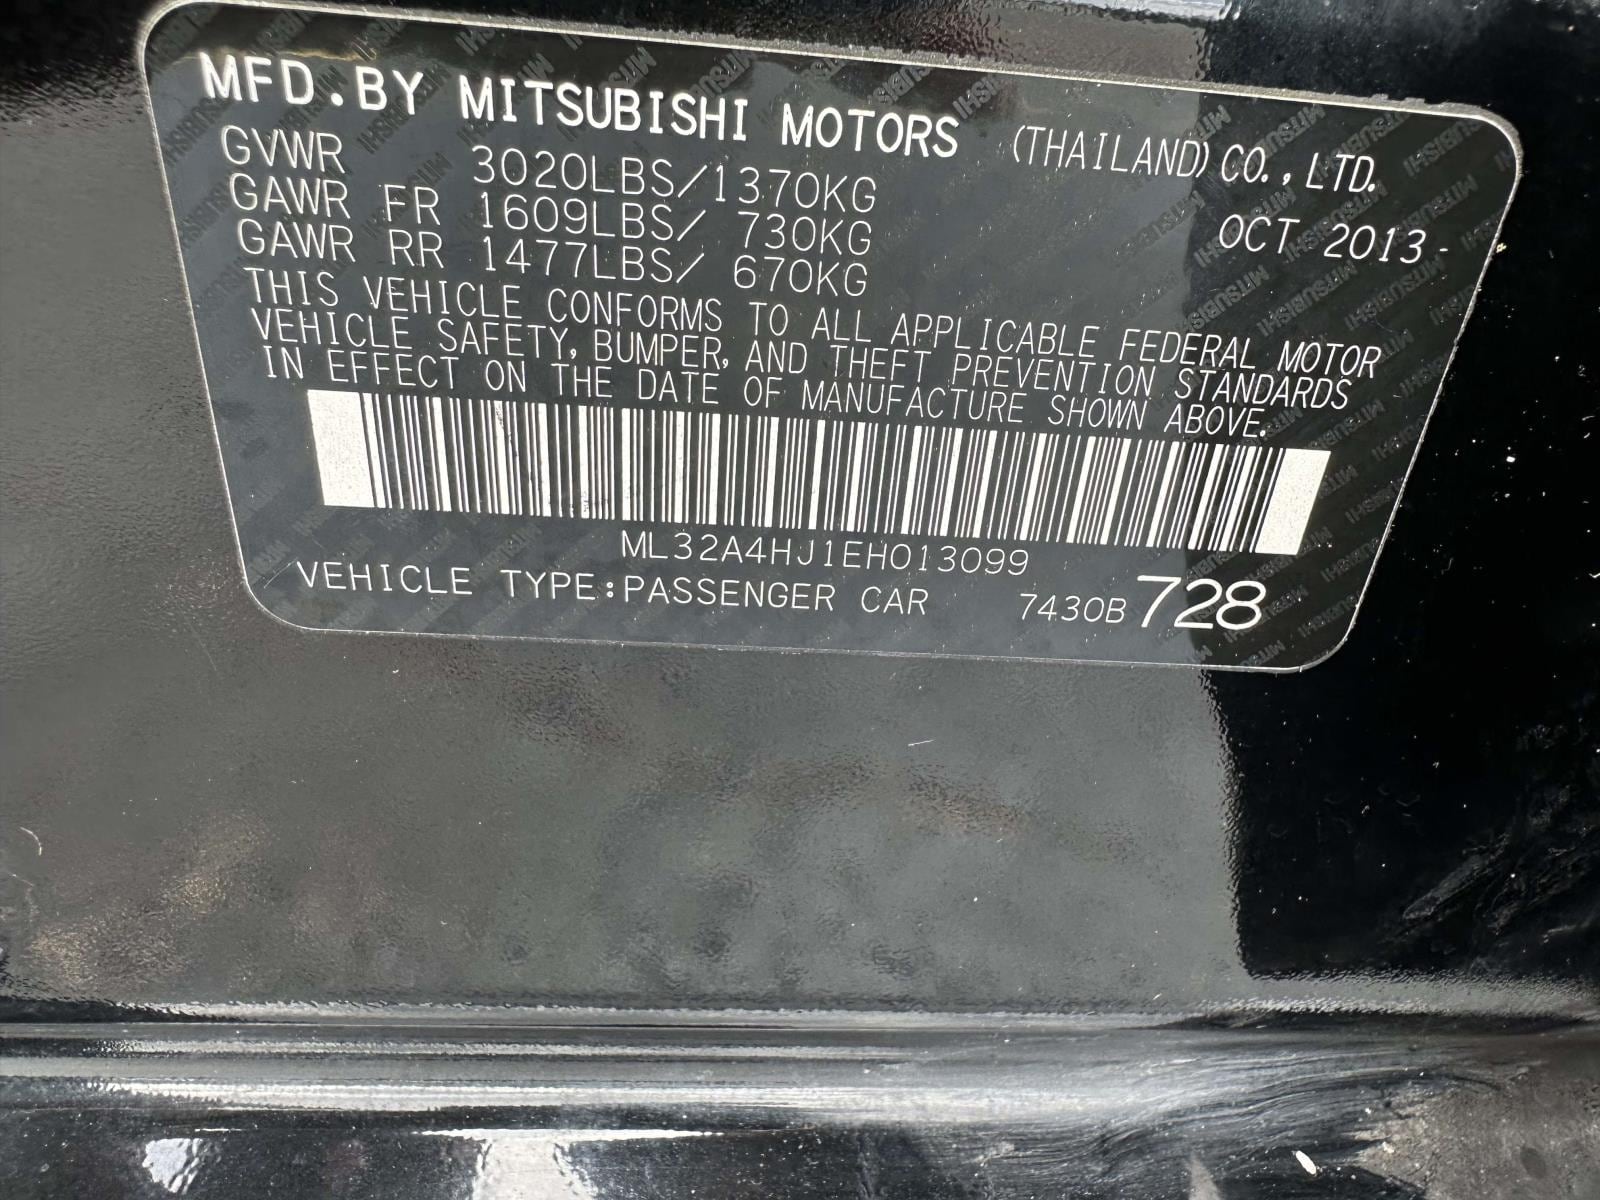 MFD.BY MITSUBISHI MOTORS (THAILAND) CO.,LTD.
GVWR 3020LBS/1370KG
GAWR FR 1609LBS/ 730KG OCT 2013
GAWR RR 1477LBS/ 670KG
THIS VEHICLE CONFORMS TO ALL APPLICABLE FEDERAL MOTOR
VEHICLE SAFETY, BUMPER, AND THEFT PREVENTION STANDARDS
IN EFFECT ON THE DATE OF MANUFACTURE SHOWN ABOVE.
ML32A4HJ1EH013099
VEHICLE TYPE:PASSENGER CAR 7430B 728